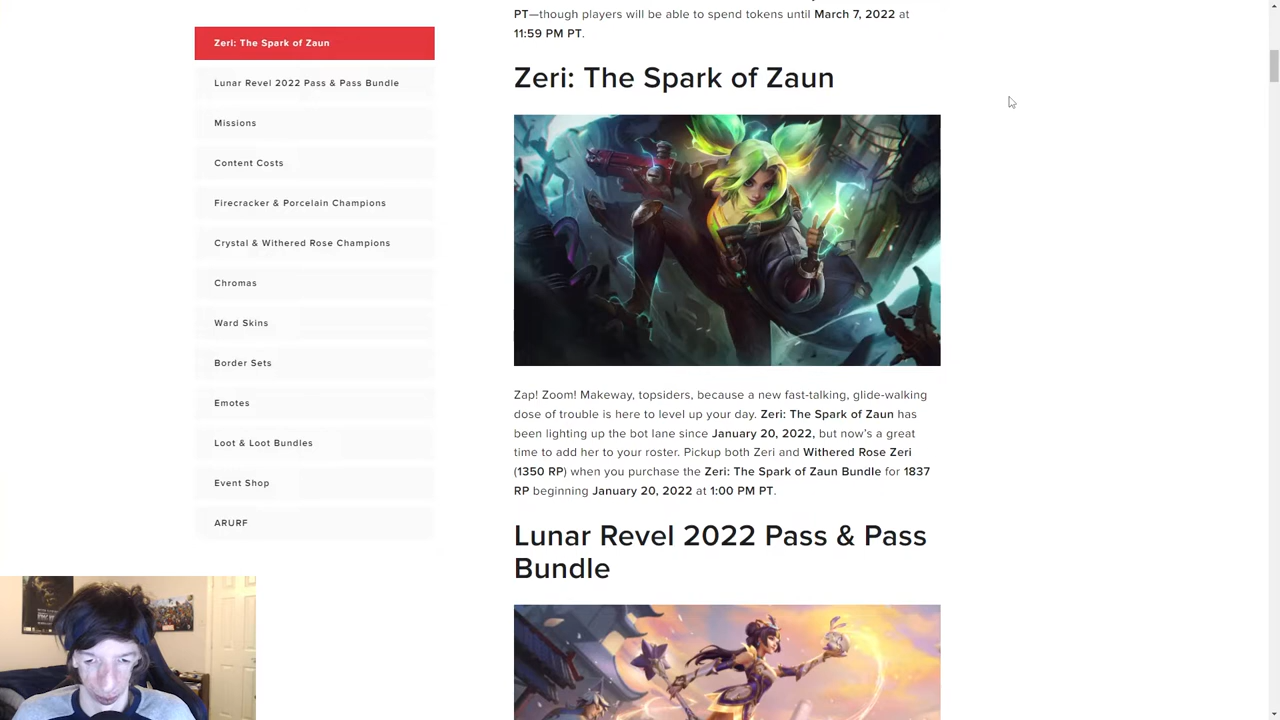 PT—though players will be able to spend tokens until March 7, 2022 at
11:59 PM PT.
Zeri: The Spark of Zaun
Lunar Revel 2022 Pass & Pass Bundle
Missions
Content Costs
Firecracker & Porcelain Champions
Crystal & Withered Rose Champions
Chromas
Ward Skins
Border Sets
Emotes
Loot & Loot Bundles
Event Shop
ARURF
Zeri: The Spark of Zaun
Zap! Zoom! Makeway, topsiders, because a new fast-talking, glide-walking
dose of trouble is here to level up your day. Zeri: The Spark of Zaun has
been lighting up the bot lane since January 20, 2022, but now's a great
time to add her to your roster. Pickup both Zeri and Withered Rose Zeri
(1350 RP) when you purchase the Zeri: The Spark of Zaun Bundle for 1837
RP beginning January 20, 2022 at 1:00 PM PT.
Lunar Revel 2022 Pass & Pass
Bundle